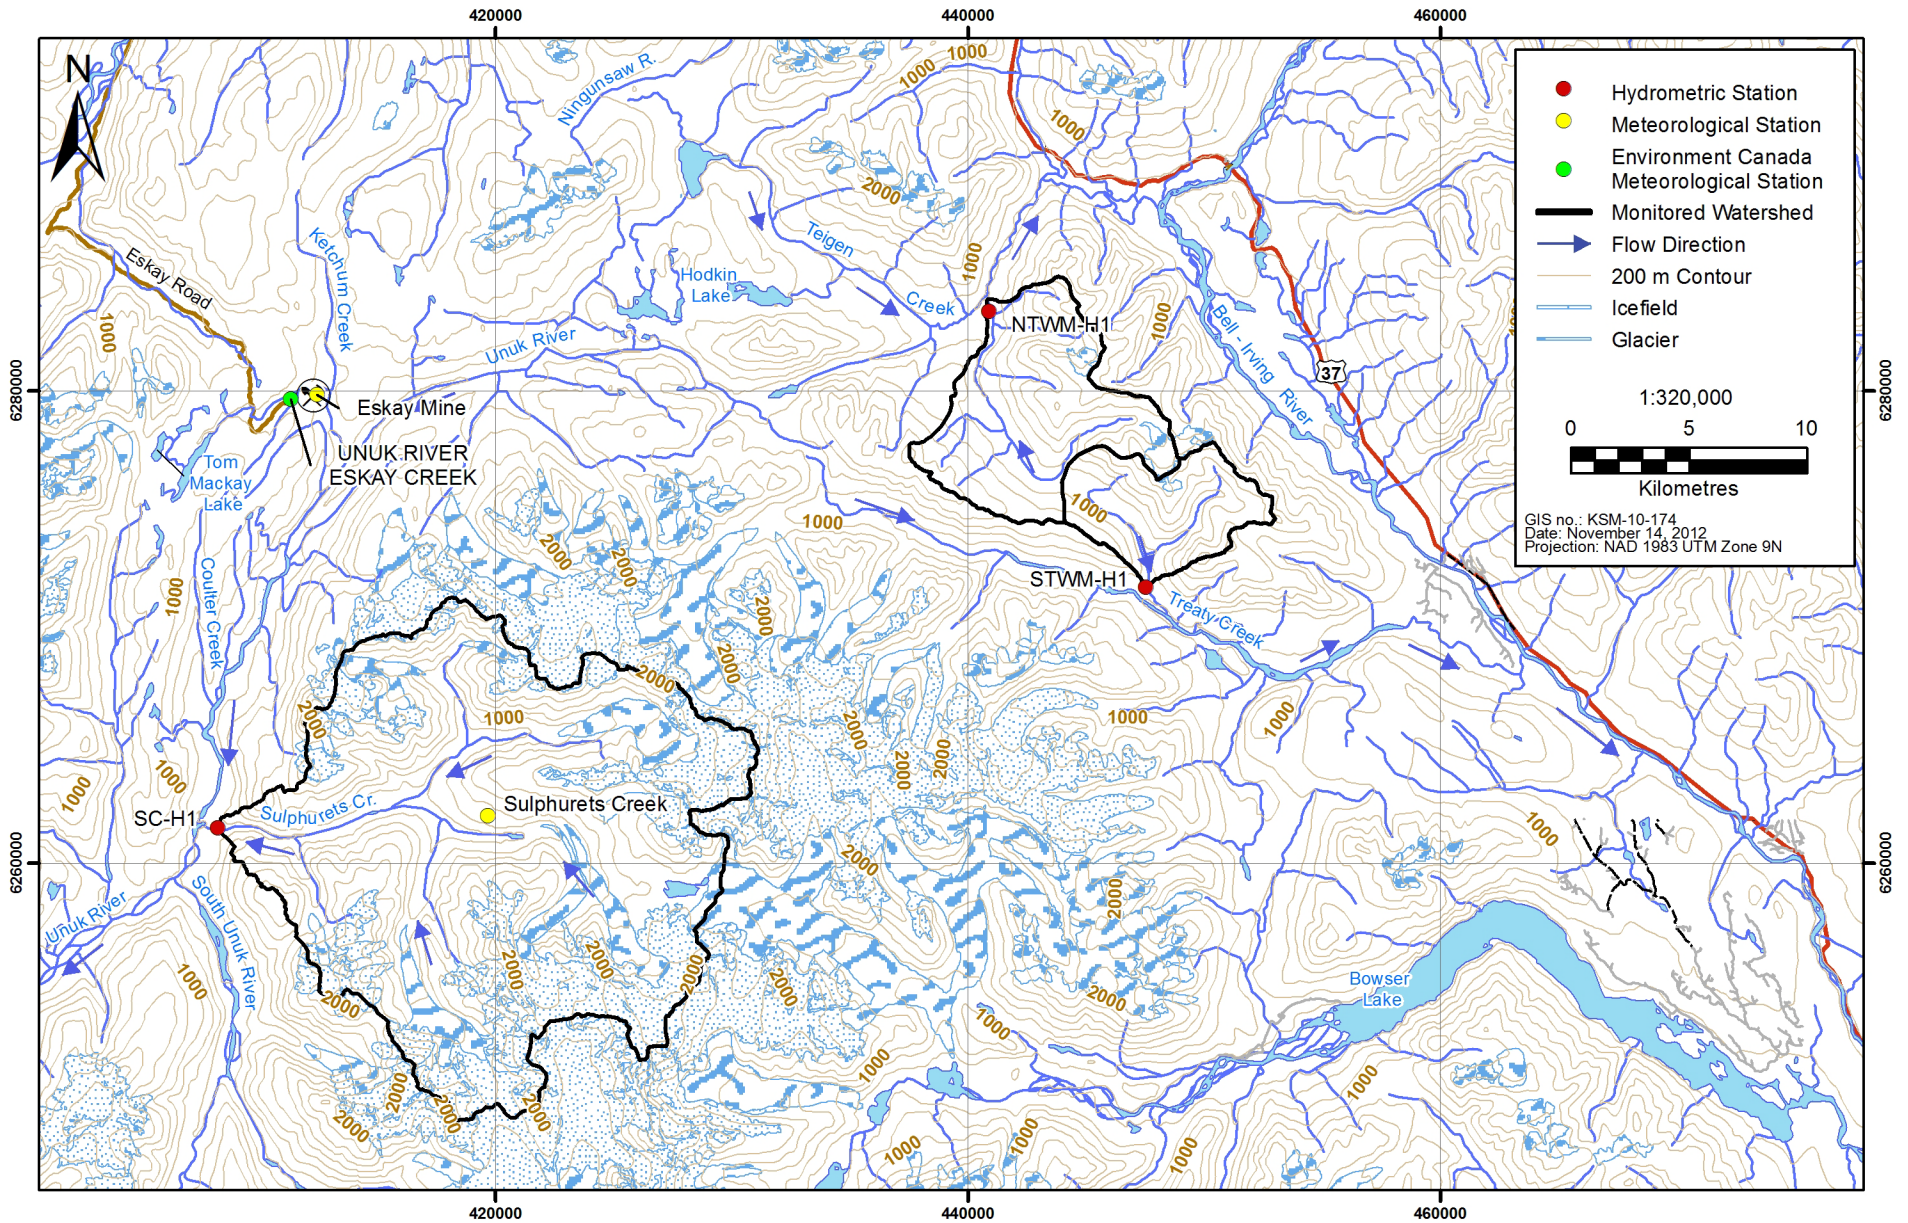 420000
440000
460000
N
Ningunsaw R.
1000
1000
1000
2000
Hydrometric Station
Meteorological Station
Environment Canada
Meteorological Station
Monitored Watershed
Flow Direction
200 m Contour
Icefield
Glacier
1:320,000
0 5 10
Kilometres
GIS no.: KSM-10-174
Date: November 14, 2012
Projection: NAD 1983 UTM Zone 9N
Eskay Road
Ketchum Creek
Teigen
Creek
Hodkin
Lake
1000
1000
1000
NTWM-H1
Bell - Irving River
37
Unuk River
6280000
6280000
Eskay Mine
UNUK RIVER
ESKAY CREEK
Tom
Mackay
Lake
1000
1000
2000
2000
STWM-H1
Treaty Creek
Coulter Creek
1000
2000
2000
2000
2000
1000
1000
1000
2000
2000
2000
1000
1000
SC-H1
Sulphurets Cr.
Sulphurets Creek
1000
2000
6260000
6260000
Unuk River
South Unuk River
1000
2000
2000
2000
2000
2000
2000
2000
Bowser
Lake
1000
1000
1000
2000
2000
2000
2000
1000
1000
1000
420000
440000
460000